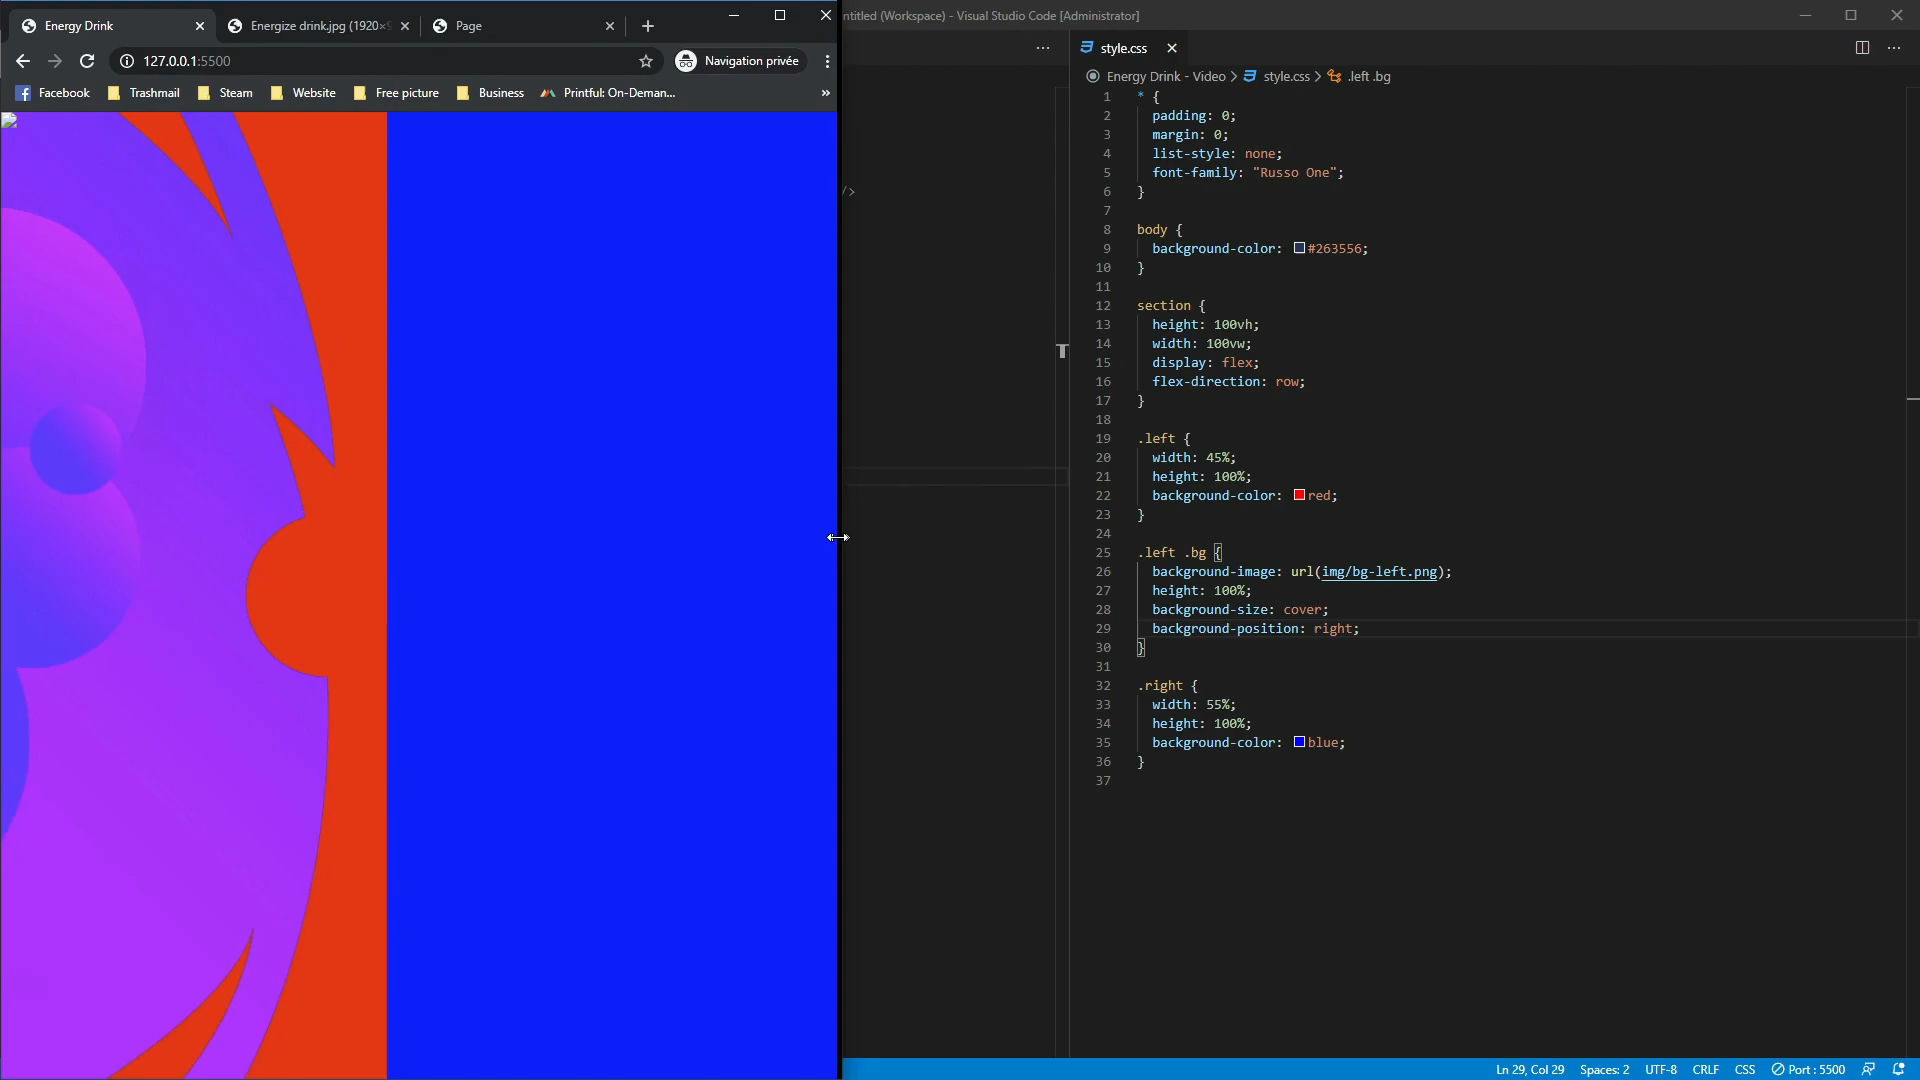 Energy Drink
Energize drink.jpg (1920×
Page
ntitled (Workspace) - Visual Studio Code [Administrator]
127.0.0.1:5500
Navigation privée
Facebook
Trashmail
Steam
Website
Free picture
Business
Printful: On-Deman...
»
style.css
Energy Drink - Video > style.css > .left .bg
1 * {
2 padding: 0;
3 margin: 0;
4 list-style: none;
5 font-family: "Russo One";
6 }
7
8 body {
9 background-color: #263556;
10 }
11
12 section {
13 height: 100vh;
14 width: 100vw;
15 display: flex;
16 flex-direction: row;
17 }
18
19 .left {
20 width: 45%;
21 height: 100%;
22 background-color: red;
23 }
24
25 .left .bg {
26 background-image: url(img/bg-left.png);
27 height: 100%;
28 background-size: cover;
29 background-position: right;
30 }
31
32 .right {
33 width: 55%;
34 height: 100%;
35 background-color: blue;
36 }
37
/>
T
Ln 29, Col 29
Spaces: 2
UTF-8
CRLF
CSS
Port : 5500